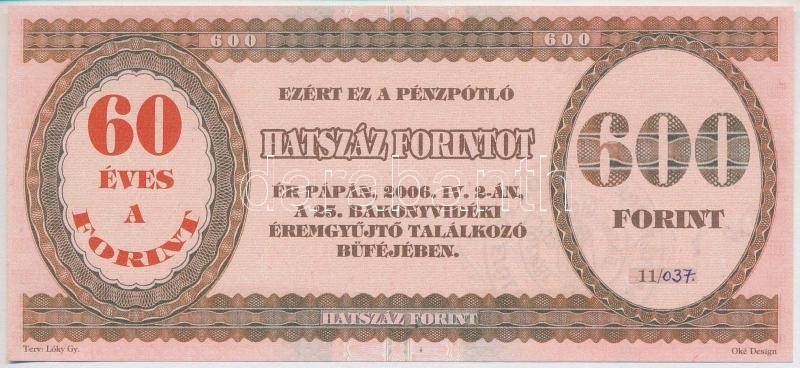 600 600
60
ÉVES
A
FORINT
EZÉRT EZ A PÉNZPÓTLÓ
HATSZÁZ FORINTOT
ÉR PÁPÁN, 2006. IV. 2-ÁN,
A 25. BAKONYVIDÉKI
ÉREMGYŰJTŐ TALÁLKOZÓ
BÜFÉJÉBEN.
600
FORINT
11/037.
HATSZÁZ FORINT
Terv: Lóky Gy.
Oké Design
darabanth